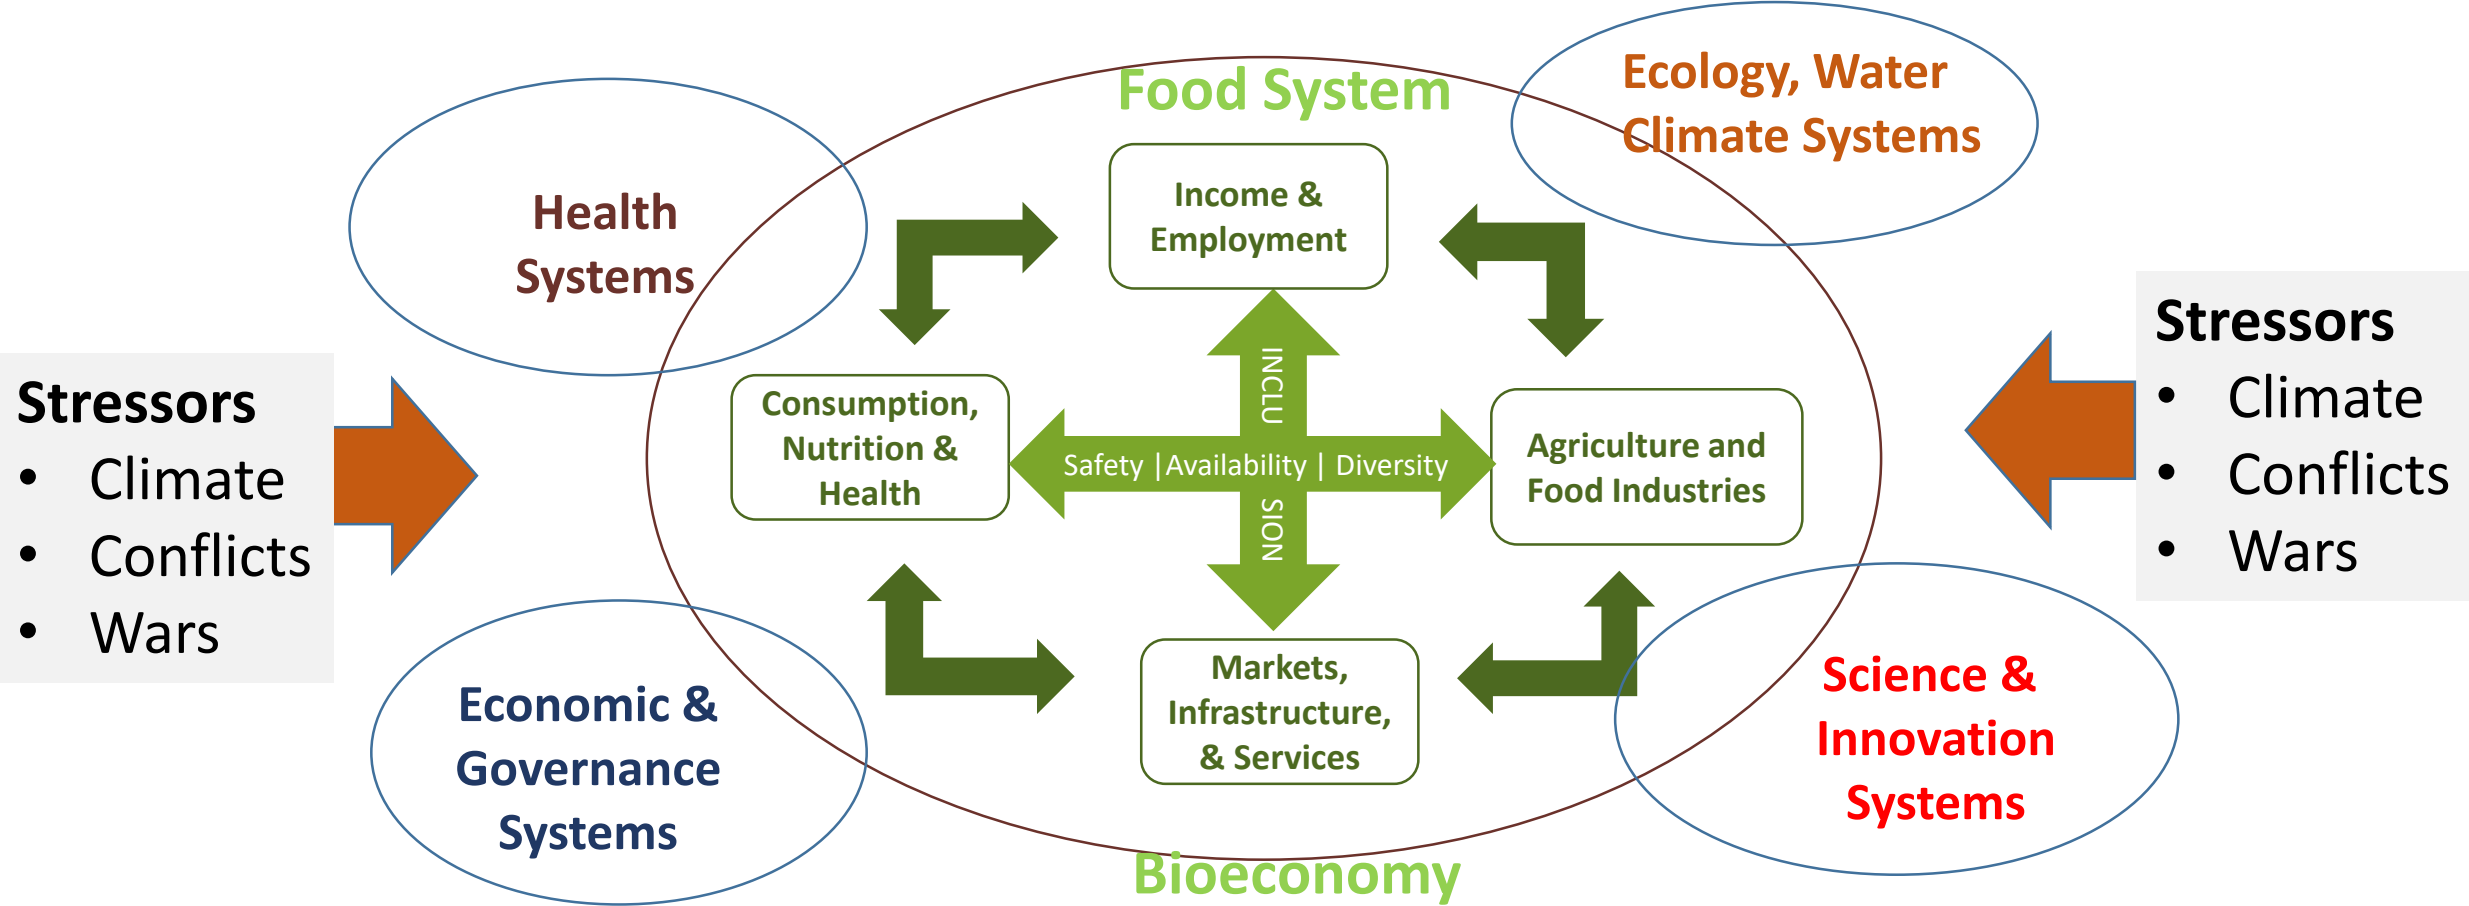 Food System
Ecology, Water
Climate Systems
Health
Systems
Income &
Employment
Stressors
• Climate
• Conflicts
• Wars
Stressors
• Climate
• Conflicts
• Wars
Consumption,
Nutrition &
Health
INCLU
Safety |Availability | Diversity
SION
Agriculture and
Food Industries
Economic &
Governance
Systems
Markets,
Infrastructure,
& Services
Science &
Innovation
Systems
Bioeconomy